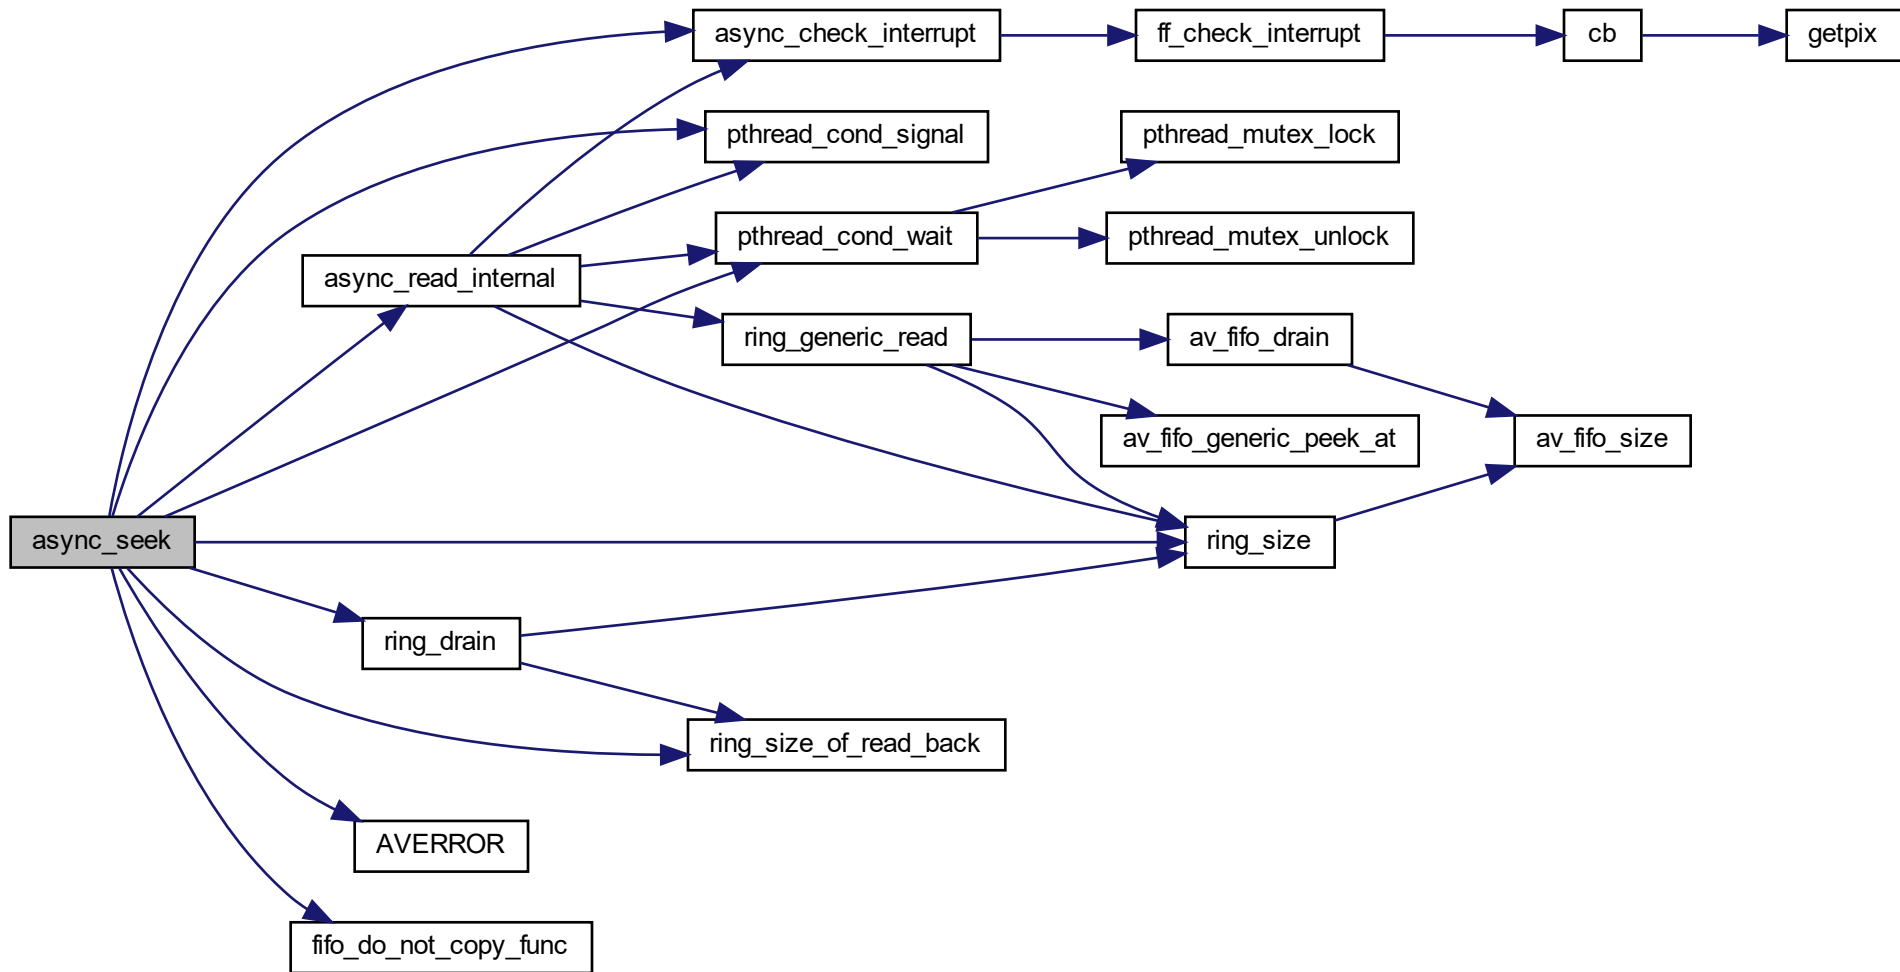 async_check_interrupt
ff_check_interrupt
cb
getpix
pthread_cond_signal
pthread_mutex_lock
pthread_cond_wait
pthread_mutex_unlock
async_read_internal
ring_generic_read
av_fifo_drain
av_fifo_generic_peek_at
av_fifo_size
async_seek
ring_size
ring_drain
ring_size_of_read_back
AVERROR
fifo_do_not_copy_func